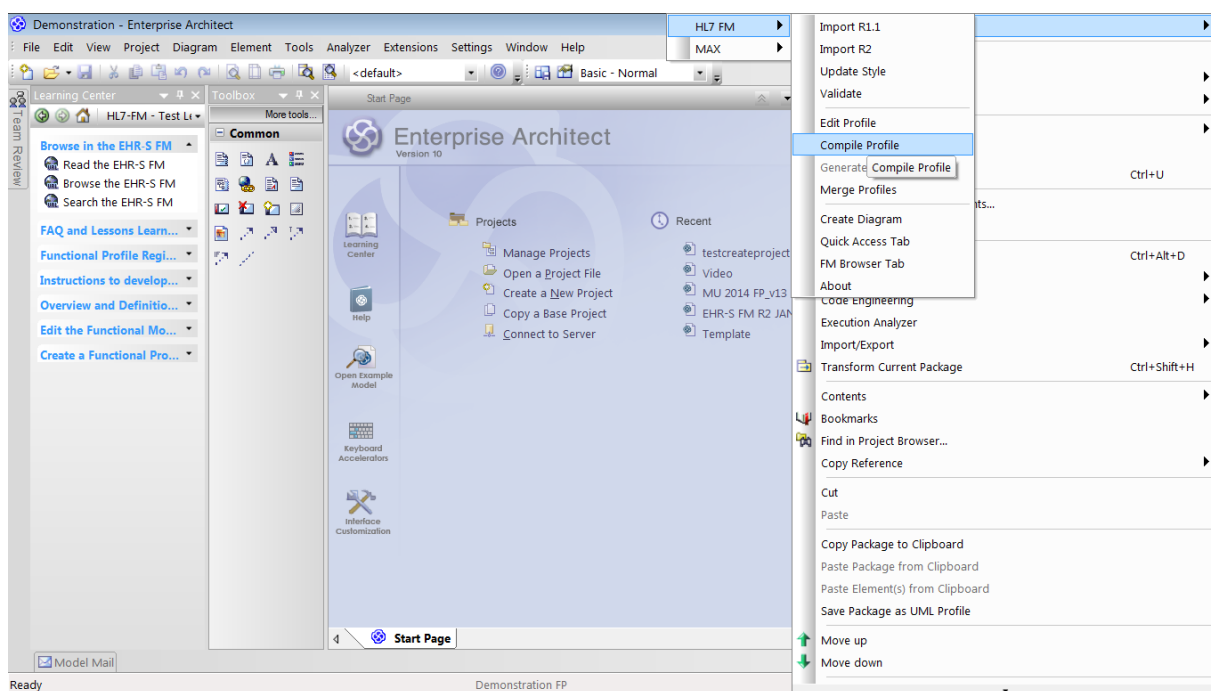 Demonstration - Enterprise Architect
File Edit View Project Diagram Element Tools Analyzer Extensions Settings Window Help
<default>
Basic - Normal
Team Review
Learning Center
HL7-FM - Test Le
Browse in the EHR-S FM
Read the EHR-S FM
Browse the EHR-S FM
Search the EHR-S FM
FAQ and Lessons Learn...
Functional Profile Regi...
Instructions to develop...
Overview and Definitio...
Edit the Functional Mo...
Create a Functional Pro...
Toolbox
More tools...
Common
Start Page
Enterprise Architect
Version 10
Learning Center
Help
Open Example Model
Keyboard Accelerators
Interface Customization
Projects
Manage Projects
Open a Project File
Create a New Project
Copy a Base Project
Connect to Server
Recent
testcreateproject
Video
MU 2014 FP_v13
EHR-S FM R2 JAN
Template
Start Page
Model Mail
Ready
Demonstration FP
HL7 FM
MAX
Import R1.1
Import R2
Update Style
Validate
Edit Profile
Compile Profile
Generate
Compile Profile
Merge Profiles
Create Diagram
Quick Access Tab
FM Browser Tab
About
Ctrl+U
ts...
Ctrl+Alt+D
Code Engineering
Execution Analyzer
Import/Export
Transform Current Package Ctrl+Shift+H
Contents
Bookmarks
Find in Project Browser...
Copy Reference
Cut
Paste
Copy Package to Clipboard
Paste Package from Clipboard
Paste Element(s) from Clipboard
Save Package as UML Profile
Move up
Move down